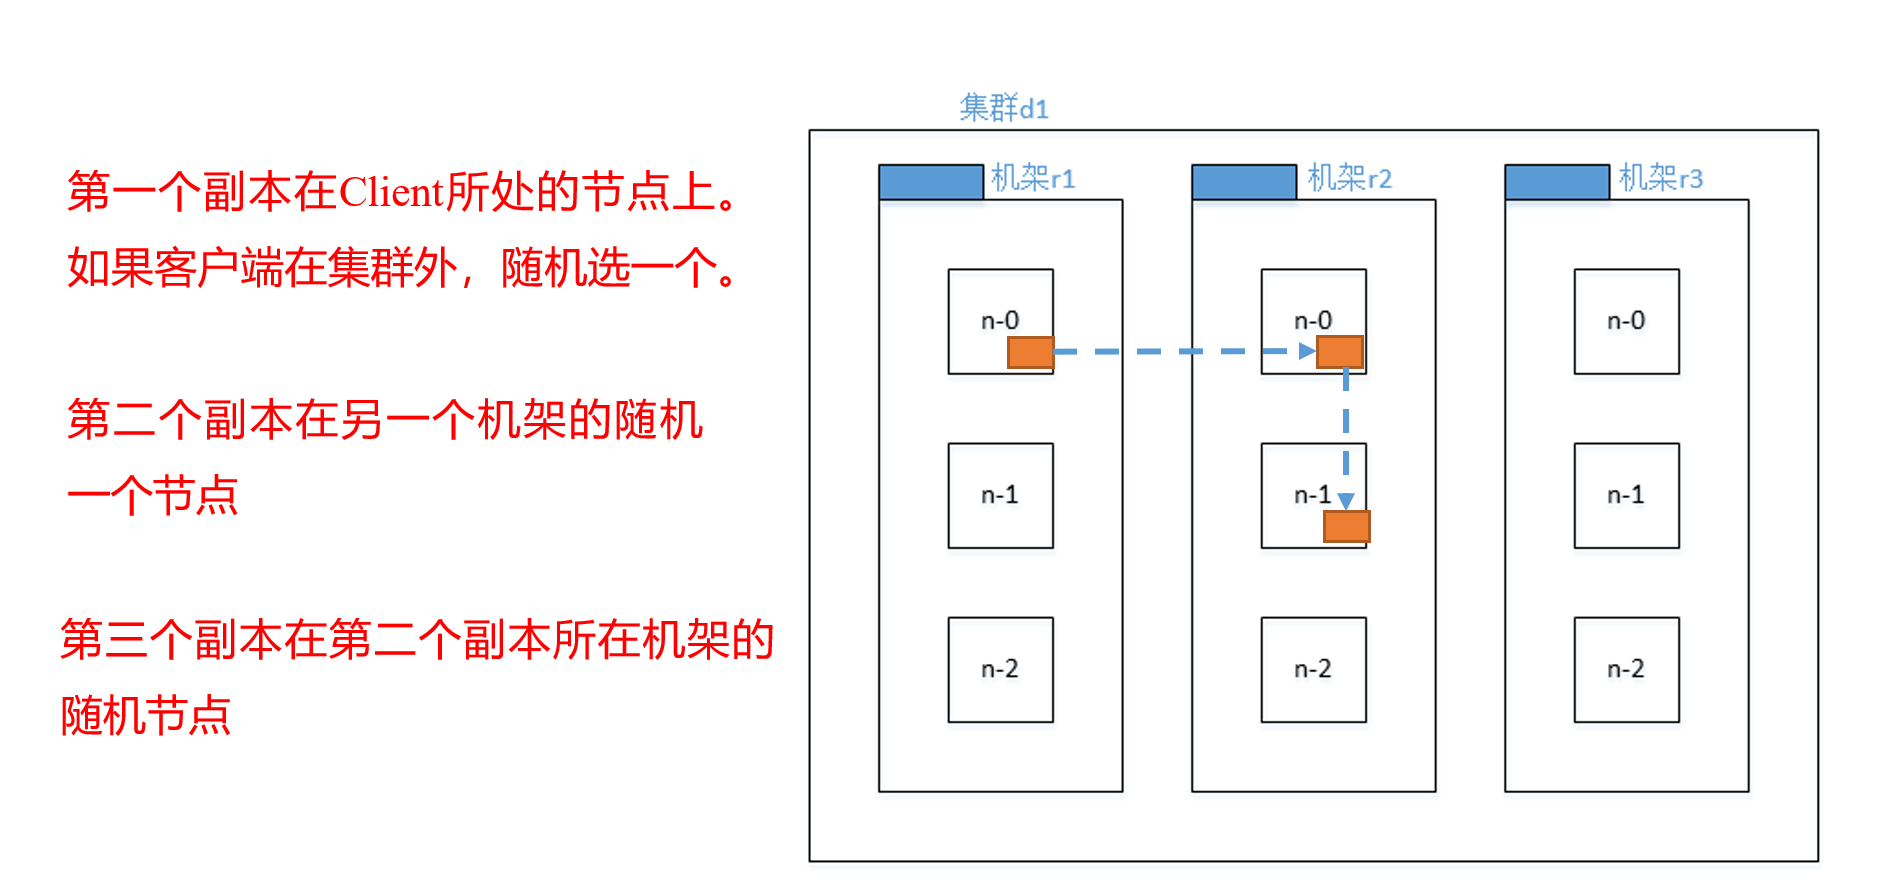 第一个副本在Client所处的节点上。
如果客户端在集群外，随机选一个。
第二个副本在另一个机架的随机
一个节点
第三个副本在第二个副本所在机架的
随机节点
集群d1
机架r1
机架r2
机架r3
n-0
n-0
n-0
n-1
n-1
n-1
n-2
n-2
n-2